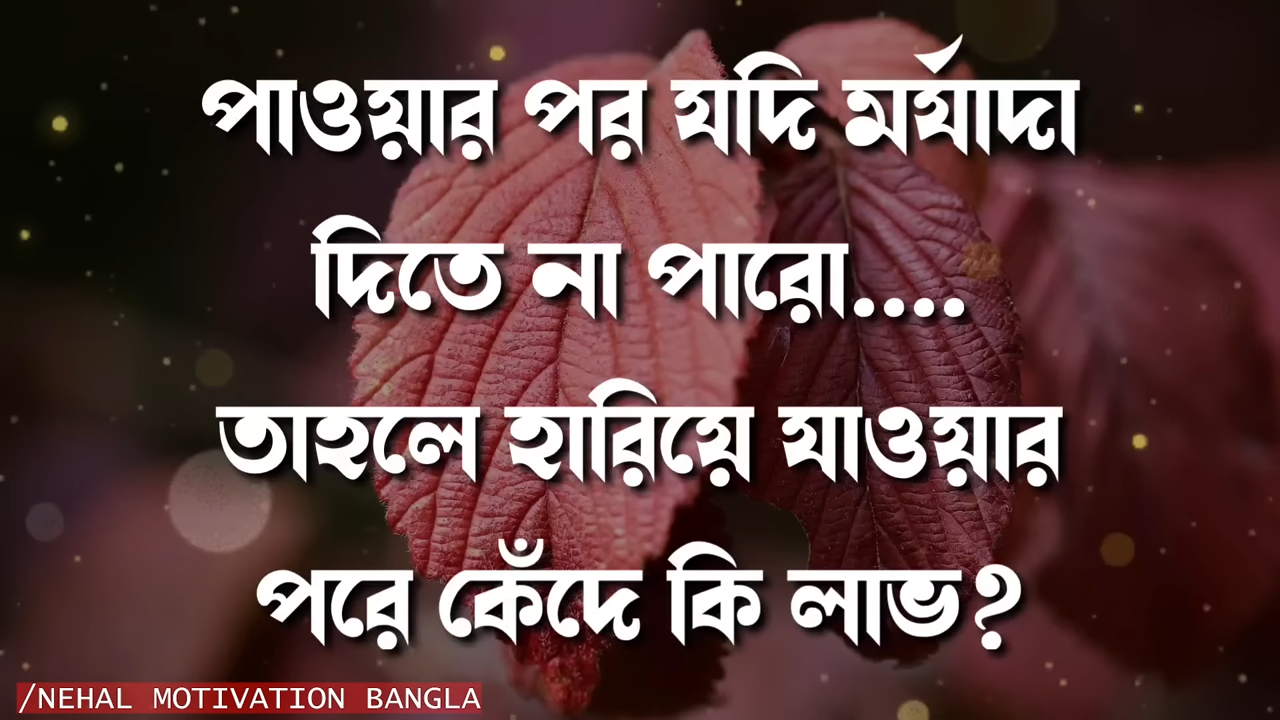 পাওয়ার পর যদি মর্যাদা
দিতে না পারো....
তাহলে হারিয়ে যাওয়ার
পরে কেঁদে কি লাভ?
/NEHAL MOTIVATION BANGLA